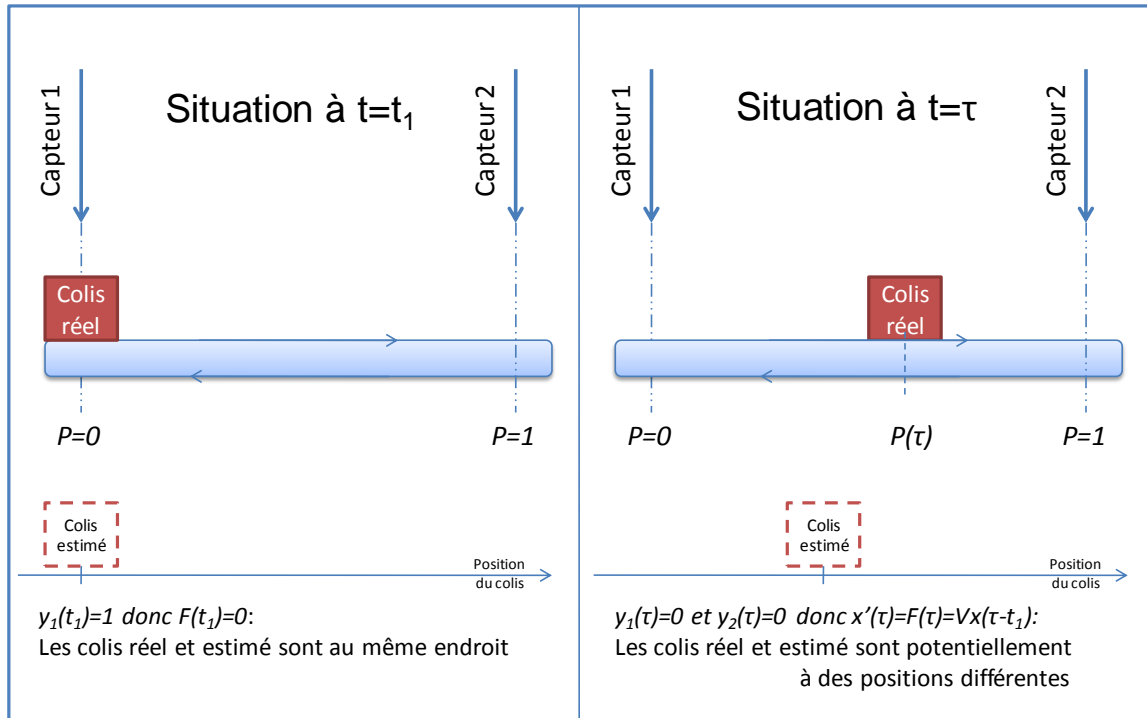 Situation à t=t₁
Capteur 1
Capteur 2
Colis
réel
P=0
P=1
Colis
estimé
Position
du colis
y₁(t₁)=1 donc F(t₁)=0:
Les colis réel et estimé sont au même endroit
Situation à t=τ
Capteur 1
Capteur 2
Colis
réel
P=0
P(τ)
P=1
Colis
estimé
Position
du colis
y₁(τ)=0 et y₂(τ)=0 donc x’(τ)=F(τ)=Vx(τ-t₁):
Les colis réel et estimé sont potentiellement
à des positions différentes